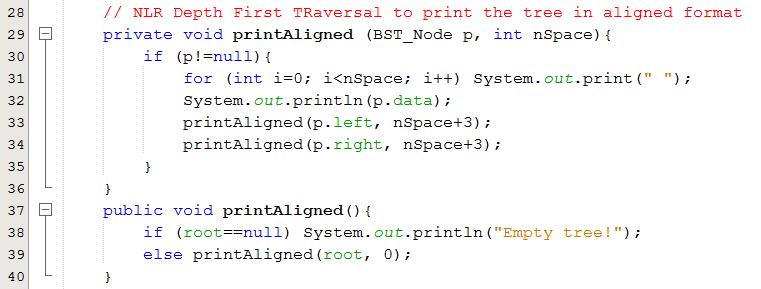 28 // NLR Depth First TRaversal to print the tree in aligned format
29 private void printAligned (BST_Node p, int nSpace){
30 if (p!=null){
31 for (int i=0; i<nSpace; i++) System.out.print(" ");
32 System.out.println(p.data);
33 printAligned(p.left, nSpace+3);
34 printAligned(p.right, nSpace+3);
35 }
36 }
37 public void printAligned(){
38 if (root==null) System.out.println("Empty tree!");
39 else printAligned(root, 0);
40 }